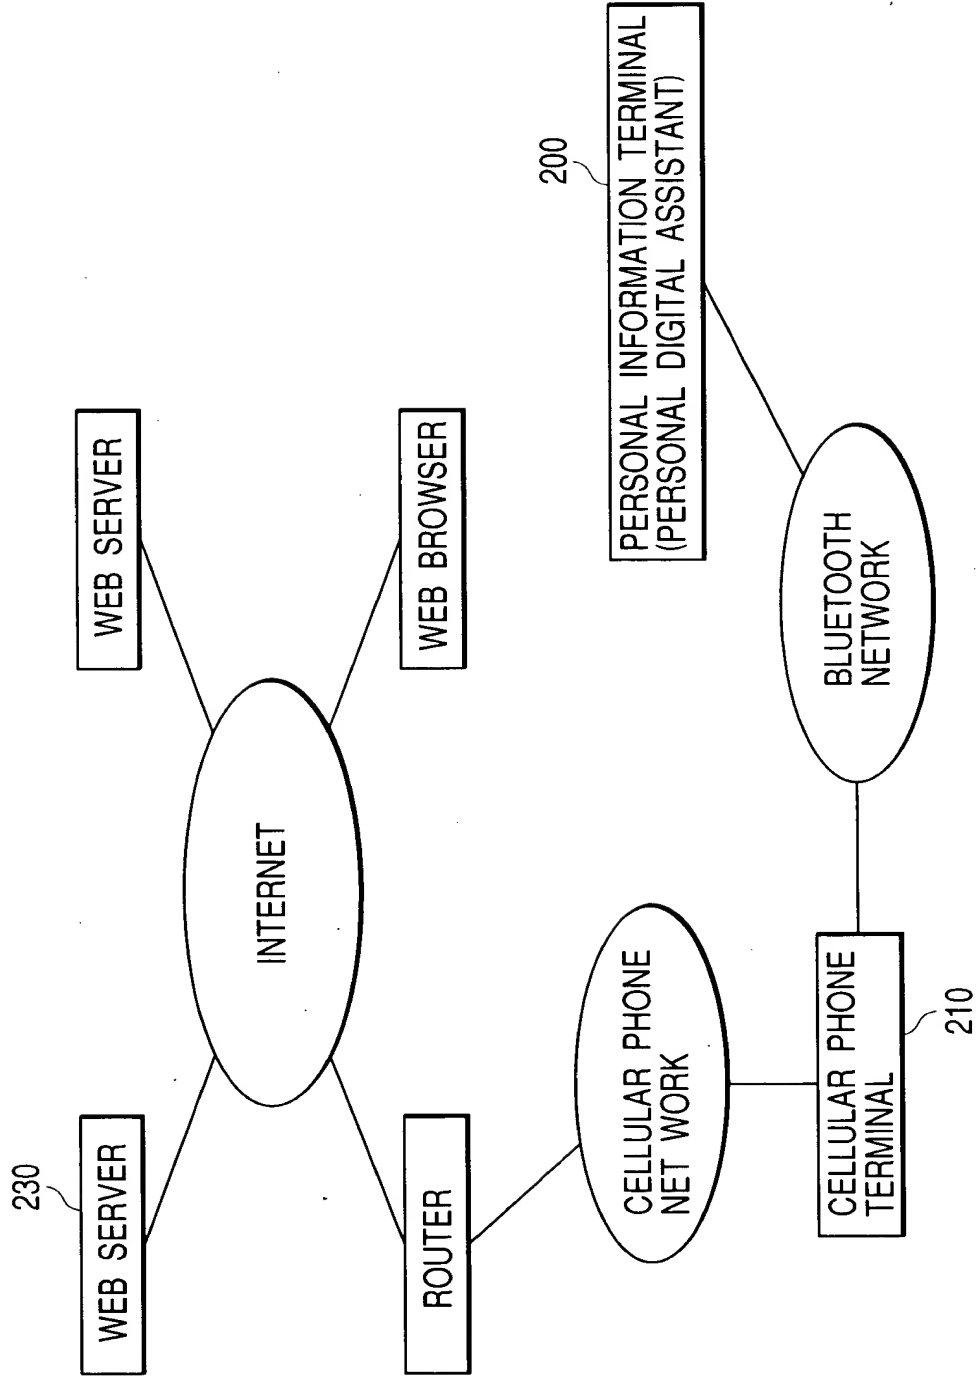 230
WEB SERVER
WEB SERVER
INTERNET
ROUTER
WEB BROWSER
200
PERSONAL INFORMATION TERMINAL
(PERSONAL DIGITAL ASSISTANT)
CELLULAR PHONE
NET WORK
BLUETOOTH
NETWORK
CELLULAR PHONE
TERMINAL
210